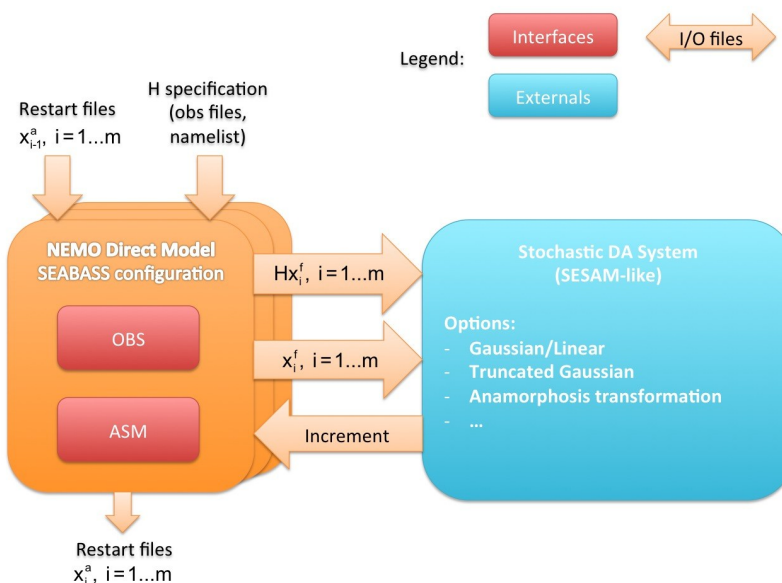 Legend:
Interfaces
I/O files
Externals
Restart files
x^a_{i-1}, i=1...m
H specification
(obs files,
namelist)
NEMO Direct Model
SEABASS configuration
OBS
ASM
Hx^f_i, i=1...m
x^f_i, i=1...m
Increment
Stochastic DA System
(SESAM-like)
Options:
- Gaussian/Linear
- Truncated Gaussian
- Anamorphosis transformation
- …
Restart files
x^a_i, i=1...m